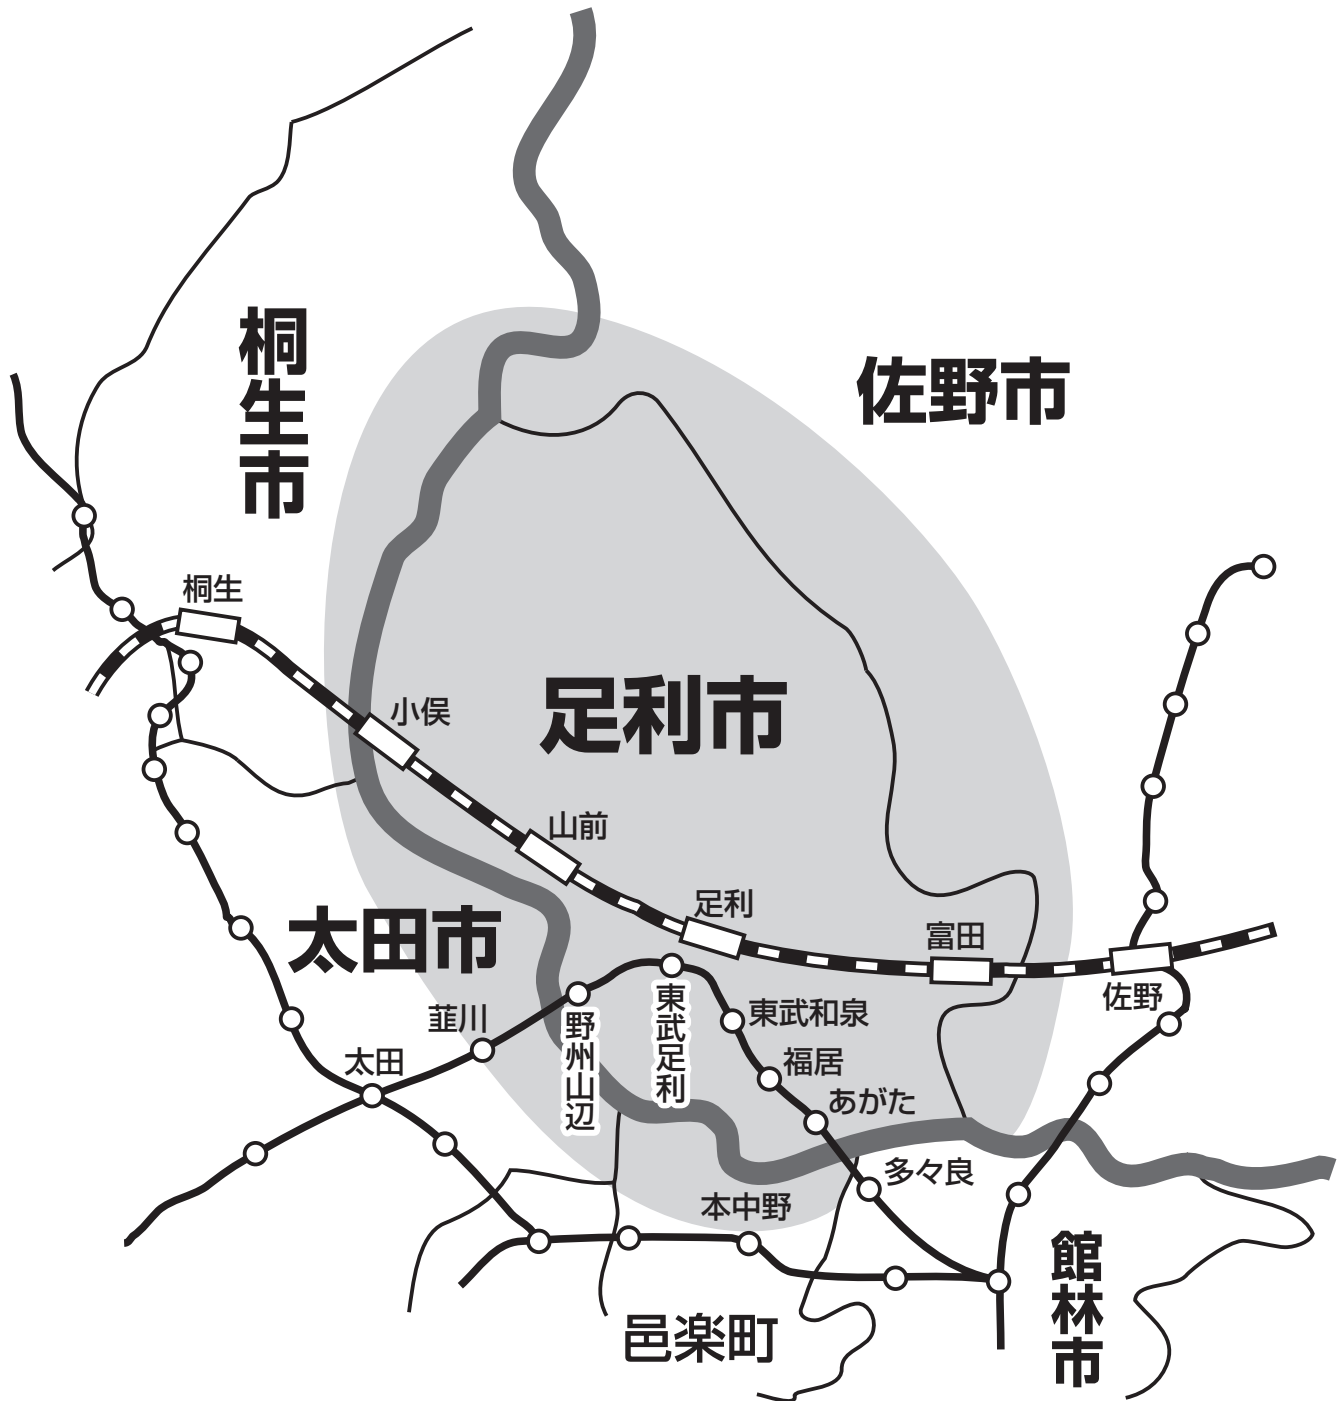 桐生市
佐野市
桐生
小俣
足利市
山前
足利
富田
太田市
佐野
韮川
野州山辺
東武足利
東武和泉
太田
福居
あがた
多々良
本中野
館林市
邑楽町